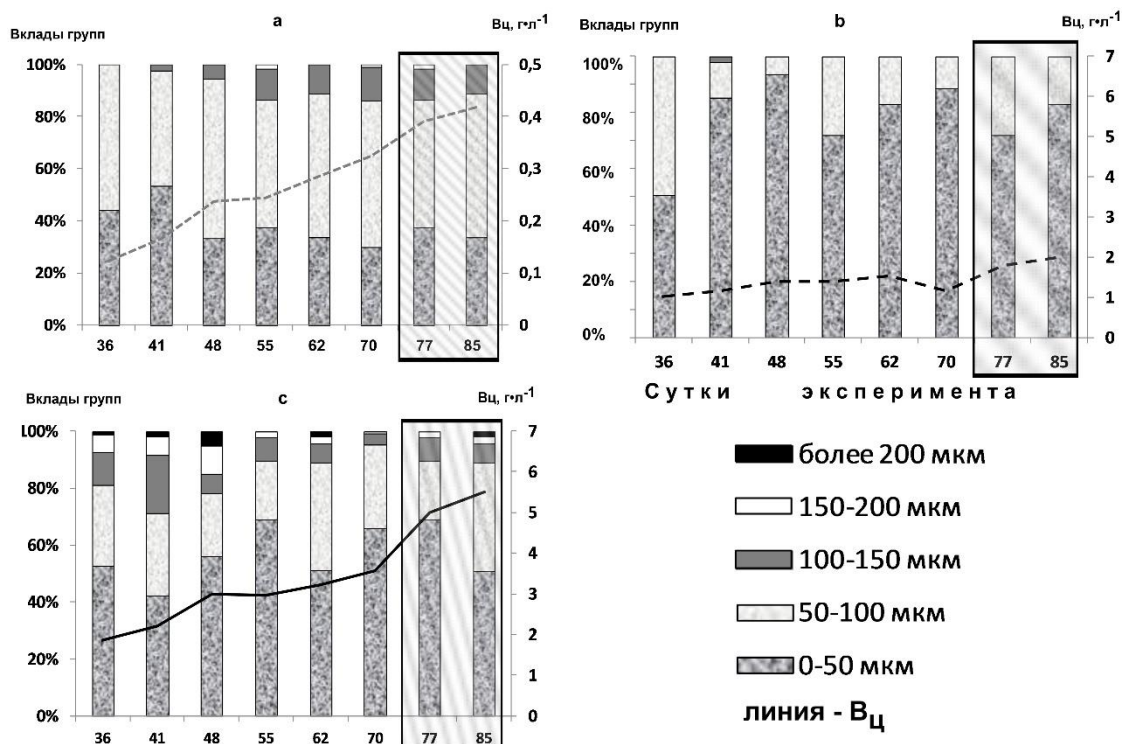 a
Вклады групп
Вц, г•л⁻¹
100%
80%
60%
40%
20%
0%
0,5
0,4
0,3
0,2
0,1
0
36 41 48 55 62 70 77 85
b
Вклады групп
Вц, г•л⁻¹
100%
80%
60%
40%
20%
0%
7
6
5
4
3
2
1
0
36 41 48 55 62 70 77 85
Сутки эксперимента
c
Вклады групп
Вц, г•л⁻¹
100%
80%
60%
40%
20%
0%
7
6
5
4
3
2
1
0
36 41 48 55 62 70 77 85
более 200 мкм
150-200 мкм
100-150 мкм
50-100 мкм
0-50 мкм
линия - Вц